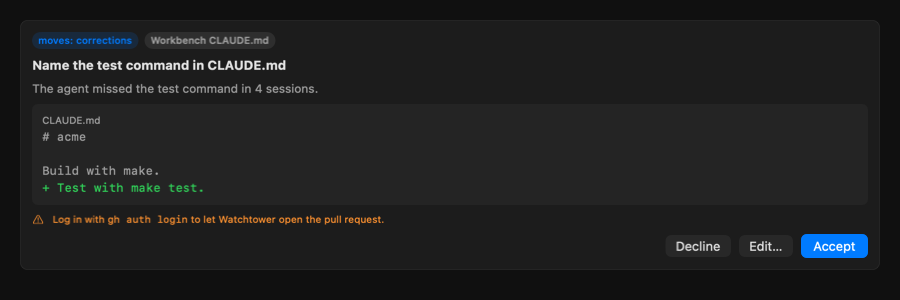 moves: corrections Workbench CLAUDE.md
Name the test command in CLAUDE.md
The agent missed the test command in 4 sessions.
CLAUDE.md
# acme
Build with make.
+ Test with make test.
Log in with gh auth login to let Watchtower open the pull request.
Decline Edit... Accept